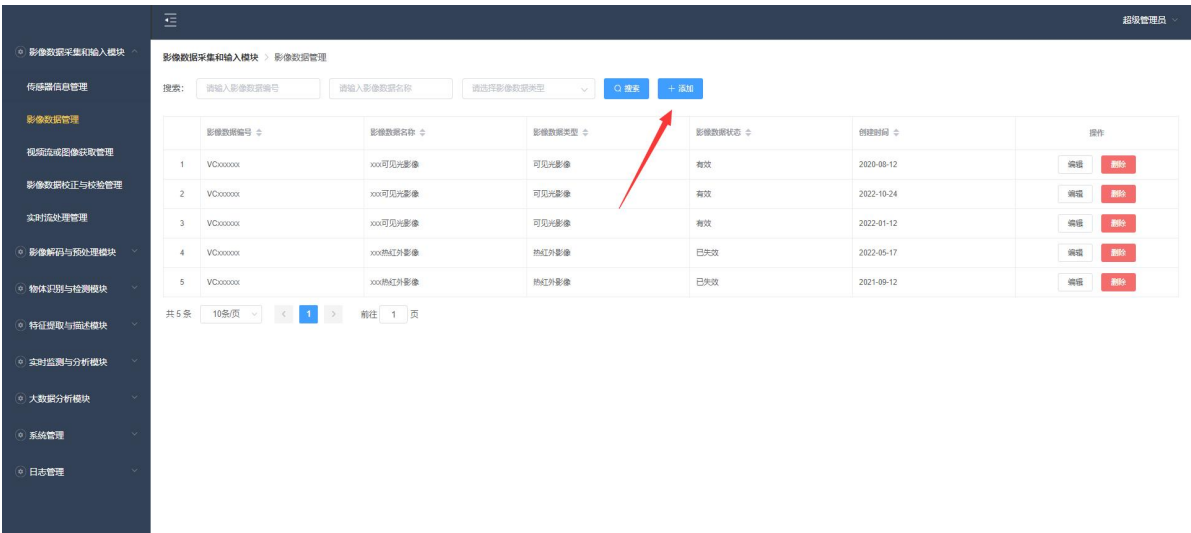 超级管理员
影像数据采集和输入模块
传感器信息管理
影像数据管理
视频流或图像获取管理
影像数据校正与校验管理
实时流处理管理
影像解码与预处理模块
物体识别与检测模块
特征提取与描述模块
实时监测与分析模块
大数据分析模块
系统管理
日志管理
影像数据采集和输入模块 > 影像数据管理
搜索: 请输入影像数据编号 请输入影像数据名称 请选择影像数据类型 搜索 + 添加
影像数据编号 影像数据名称 影像数据类型 影像数据状态 创建时间 操作
1 VCxxxxxx xxx可见光影像 可见光影像 有效 2020-08-12 编辑 删除
2 VCxxxxxx xxx可见光影像 可见光影像 有效 2022-10-24 编辑 删除
3 VCxxxxxx xxx可见光影像 可见光影像 有效 2022-01-12 编辑 删除
4 VCxxxxxx xxx热红外影像 热红外影像 已失效 2022-05-17 编辑 删除
5 VCxxxxxx xxx热红外影像 热红外影像 已失效 2021-09-12 编辑 删除
共 5 条 10条/页 < 1 > 前往 1 页